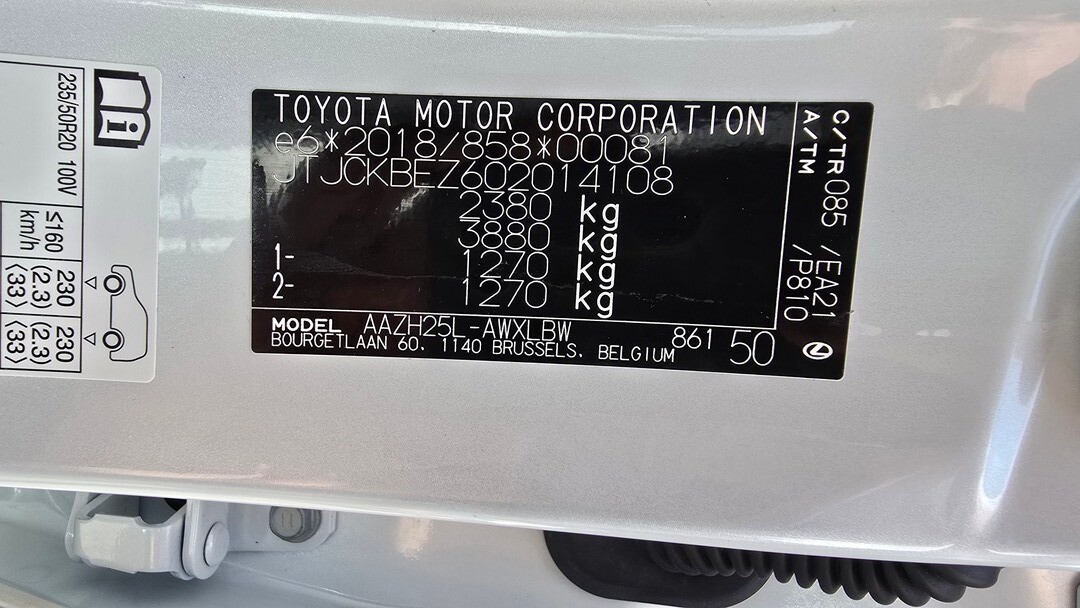 TOYOTA MOTOR CORPORATION
e6*2018/858*00081
JTJCKBEZ602014108
2380 kg
3880 kg
1- 1270 kg
2- 1270 kg
MODEL AAZH25L-AWXLBW
861 50
BOURGETLAAN 60, 1140 BRUSSELS, BELGIUM
C/TR 085 /EA21
A/TM /P810
235/50R20 100V
≤160 km/h
230 (2.3) ⟨33⟩
230 (2.3) ⟨33⟩
i